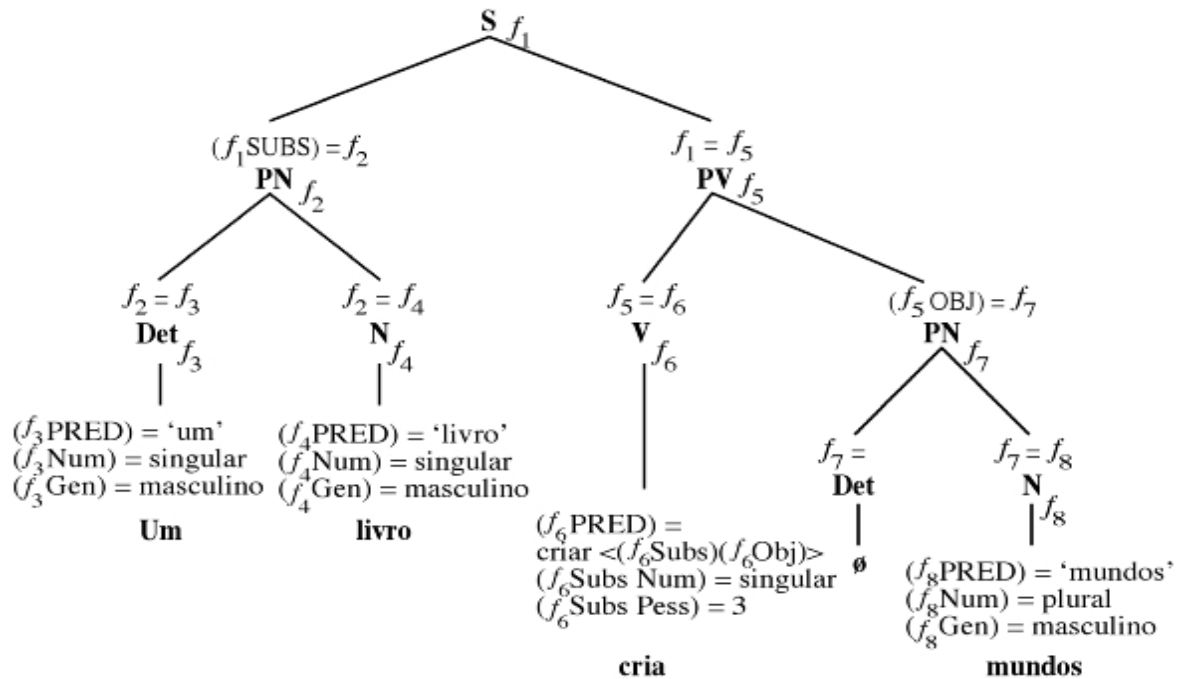 S f1
(f1SUBS) = f2
f1 = f5
PN f2
PV f5
f2 = f3
f2 = f4
f5 = f6
(f5 OBJ) = f7
Det f3
N f4
V f6
PN f7
(f3PRED) = ‘um’
(f3Num) = singular
(f3Gen) = masculino
Um
(f4PRED) = ‘livro’
(f4Num) = singular
(f4Gen) = masculino
livro
f7 =
f7 = f8
Det
N f8
(f6PRED) =
criar <(f6Subs)(f6Obj)>
(f6Subs Num) = singular
(f6Subs Pess) = 3
cria
ø
(f8PRED) = ‘mundos’
(f8Num) = plural
(f8Gen) = masculino
mundos